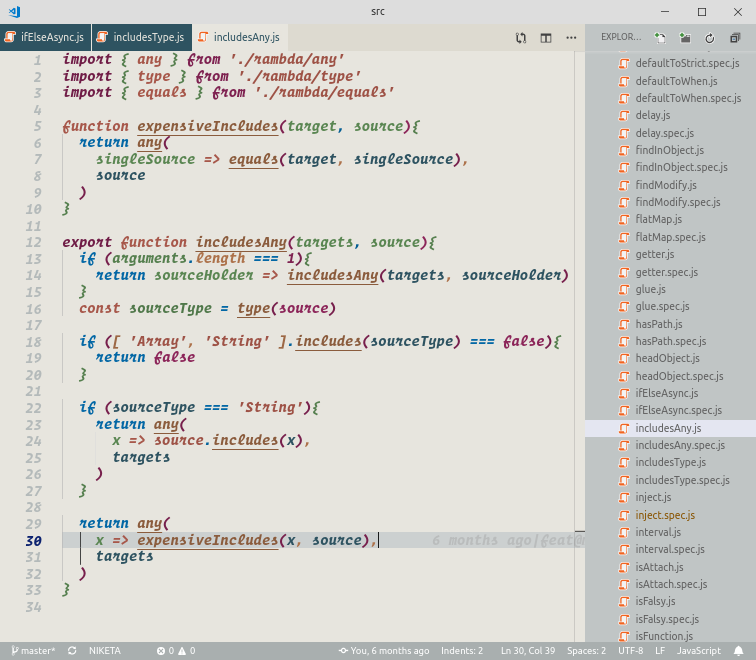 src
ifElseAsync.js
includesType.js
includesAny.js
EXPLOR...
1 import { any } from './rambda/any'
2 import { type } from './rambda/type'
3 import { equals } from './rambda/equals'
4
5 function expensiveIncludes(target, source){
6 return any(
7 singleSource => equals(target, singleSource),
8 source
9 )
10 }
11
12 export function includesAny(targets, source){
13 if (arguments.length === 1){
14 return sourceHolder => includesAny(targets, sourceHolder)
15 }
16 const sourceType = type(source)
17
18 if ([ 'Array', 'String' ].includes(sourceType) === false){
19 return false
20 }
21
22 if (sourceType === 'String'){
23 return any(
24 x => source.includes(x),
25 targets
26 )
27 }
28
29 return any(
30 x => expensiveIncludes(x, source), 6 months ago|feat@
31 targets
32 )
33 }
34
defaultToStrict.spec.js
defaultToWhen.js
defaultToWhen.spec.js
delay.js
delay.spec.js
findInObject.js
findInObject.spec.js
findModify.js
findModify.spec.js
flatMap.js
flatMap.spec.js
getter.js
getter.spec.js
glue.js
glue.spec.js
hasPath.js
hasPath.spec.js
headObject.js
headObject.spec.js
ifElseAsync.js
ifElseAsync.spec.js
includesAny.js
includesAny.spec.js
includesType.js
includesType.spec.js
inject.js
inject.spec.js
interval.js
interval.spec.js
isAttach.js
isAttach.spec.js
isFalsy.js
isFalsy.spec.js
isFunction.js
master* NIKETA 0 0 You, 6 months ago Indents: 2 Ln 30, Col 39 Spaces: 2 UTF-8 LF JavaScript